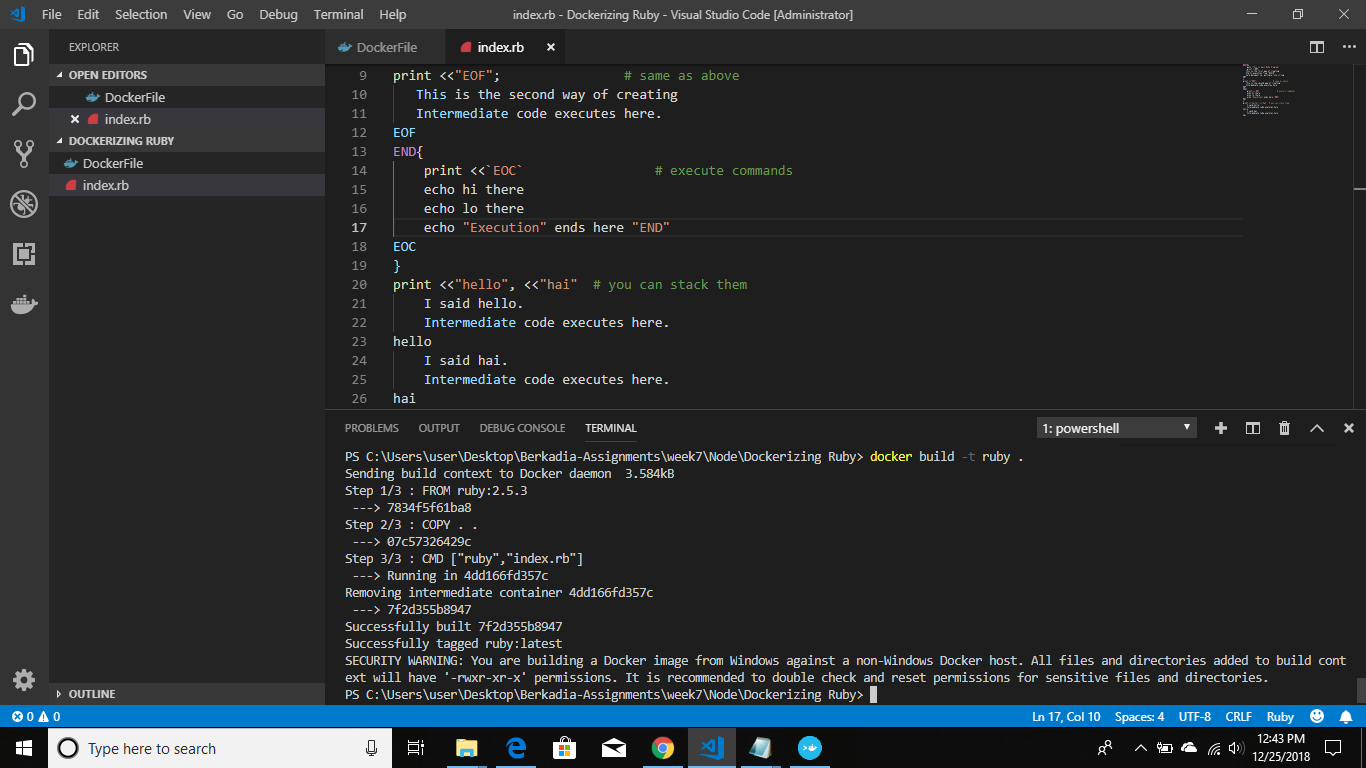 File Edit Selection View Go Debug Terminal Help index.rb - Dockerizing Ruby - Visual Studio Code [Administrator]
EXPLORER
OPEN EDITORS
DockerFile
index.rb
DOCKERIZING RUBY
DockerFile
index.rb
OUTLINE
DockerFile index.rb
9 print <<"EOF"; # same as above
10 This is the second way of creating
11 Intermediate code executes here.
12 EOF
13 END{
14 print <<`EOC` # execute commands
15 echo hi there
16 echo lo there
17 echo "Execution" ends here "END"
18 EOC
19 }
20 print <<"hello", <<"hai" # you can stack them
21 I said hello.
22 Intermediate code executes here.
23 hello
24 I said hai.
25 Intermediate code executes here.
26 hai
PROBLEMS OUTPUT DEBUG CONSOLE TERMINAL 1: powershell
PS C:\Users\user\Desktop\Berkadia-Assignments\week7\Node\Dockerizing Ruby> docker build -t ruby .
Sending build context to Docker daemon 3.584kB
Step 1/3 : FROM ruby:2.5.3
---> 7834f5f61ba8
Step 2/3 : COPY . .
---> 07c57326429c
Step 3/3 : CMD ["ruby","index.rb"]
---> Running in 4dd166fd357c
Removing intermediate container 4dd166fd357c
---> 7f2d355b8947
Successfully built 7f2d355b8947
Successfully tagged ruby:latest
SECURITY WARNING: You are building a Docker image from Windows against a non-Windows Docker host. All files and directories added to build cont
ext will have '-rwxr-xr-x' permissions. It is recommended to double check and reset permissions for sensitive files and directories.
PS C:\Users\user\Desktop\Berkadia-Assignments\week7\Node\Dockerizing Ruby>
0 0 Ln 17, Col 10 Spaces: 4 UTF-8 CRLF Ruby
Type here to search
12:43 PM
12/25/2018